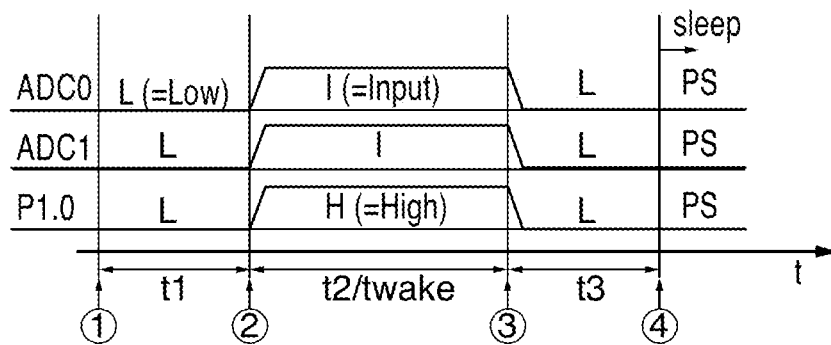 sleep
ADC0 L (=Low) I (=Input) L PS
ADC1 L I L PS
P1.0 L H (=High) L PS
t
t1 t2/twake t3
① ② ③ ④